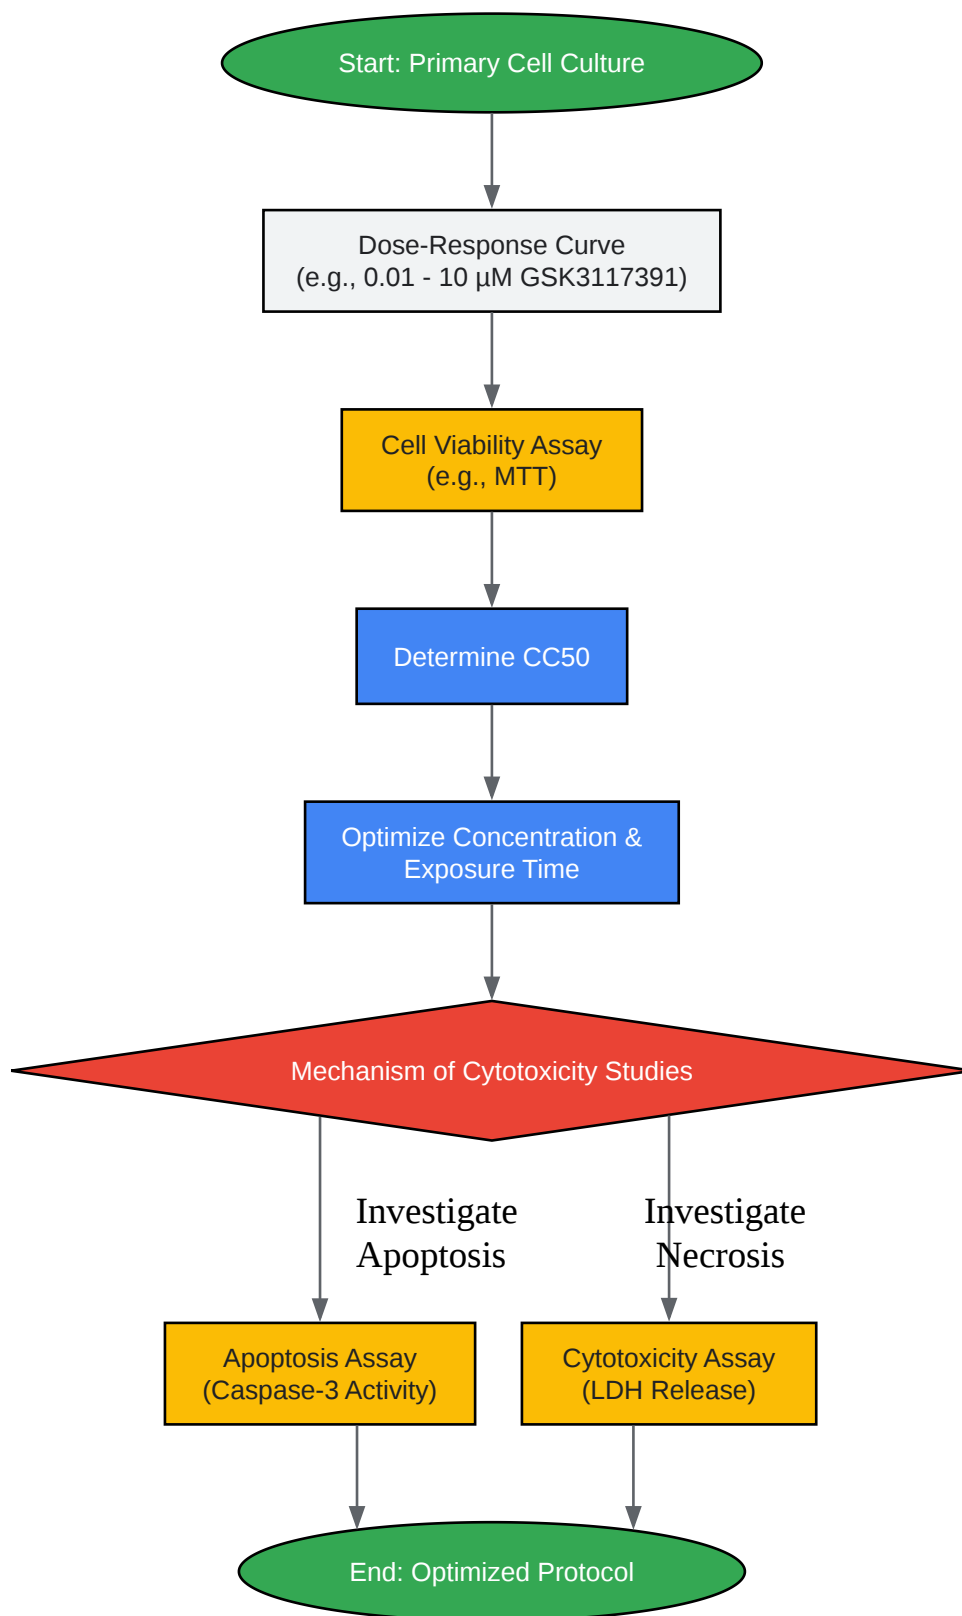 Start: Primary Cell Culture
Dose-Response Curve
(e.g., 0.01 - 10 µM GSK3117391)
Cell Viability Assay
(e.g., MTT)
Determine CC50
Optimize Concentration &
Exposure Time
Mechanism of Cytotoxicity Studies
Investigate
Apoptosis
Investigate
Necrosis
Apoptosis Assay
(Caspase-3 Activity)
Cytotoxicity Assay
(LDH Release)
End: Optimized Protocol